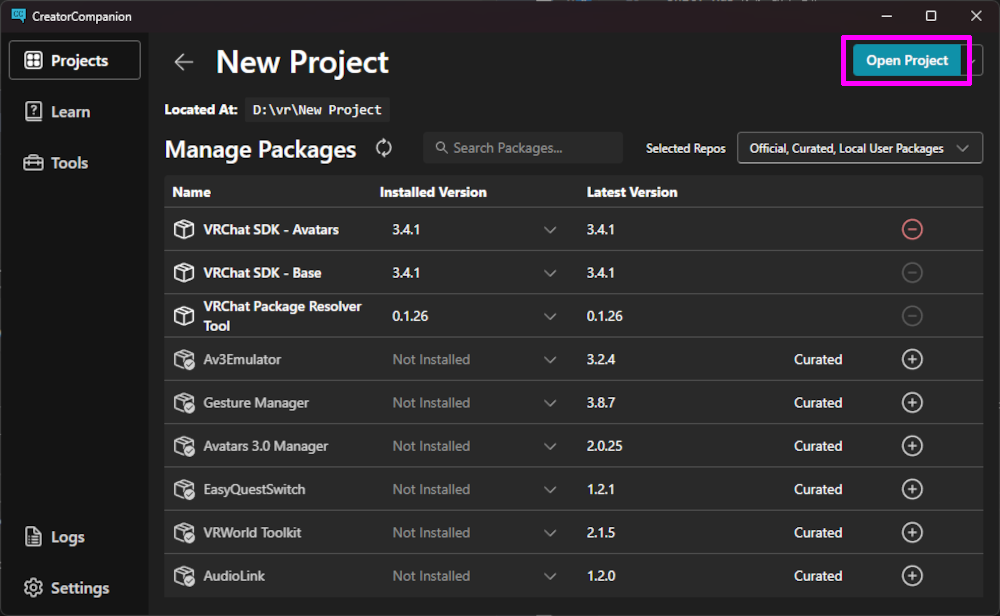 CreatorCompanion
Projects
Learn
Tools
Logs
Settings
New Project
Open Project
Located At: D:\vr\New Project
Manage Packages
Search Packages...
Selected Repos
Official, Curated, Local User Packages
Name Installed Version Latest Version
VRChat SDK - Avatars 3.4.1 3.4.1
VRChat SDK - Base 3.4.1 3.4.1
VRChat Package Resolver
Tool 0.1.26 0.1.26
Av3Emulator Not Installed 3.2.4 Curated
Gesture Manager Not Installed 3.8.7 Curated
Avatars 3.0 Manager Not Installed 2.0.25 Curated
EasyQuestSwitch Not Installed 1.2.1 Curated
VRWorld Toolkit Not Installed 2.1.5 Curated
AudioLink Not Installed 1.2.0 Curated